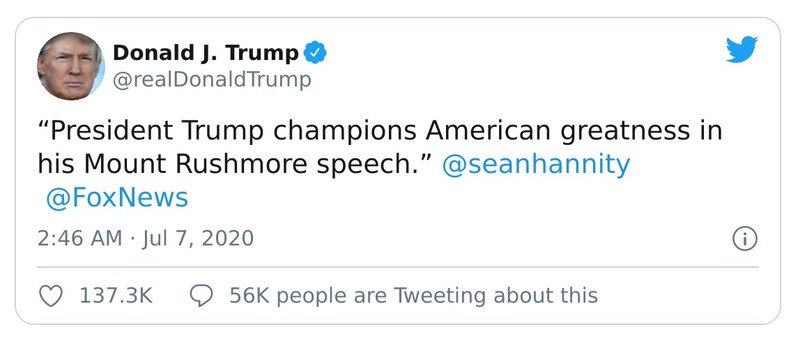 Donald J. Trump
@realDonaldTrump
“President Trump champions American greatness in
his Mount Rushmore speech.” @seanhannity
@FoxNews
2:46 AM · Jul 7, 2020
137.3K 56K people are Tweeting about this